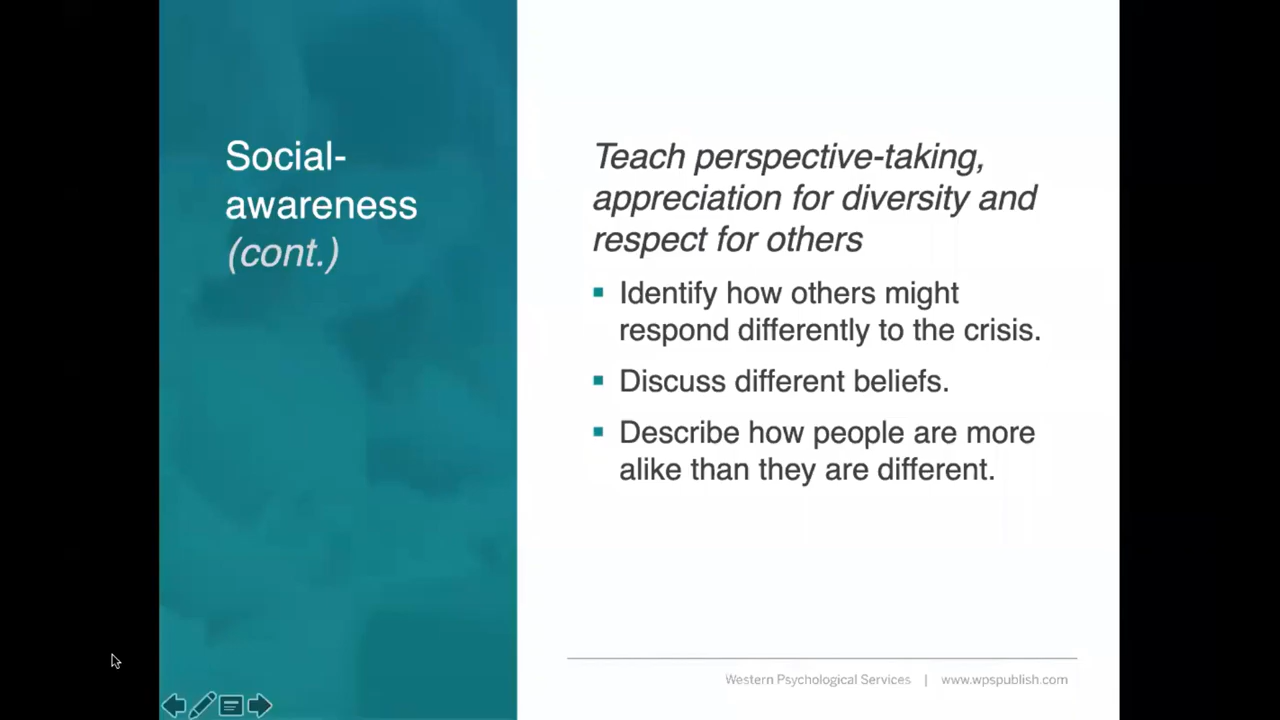 Social-
awareness
(cont.)
Teach perspective-taking,
appreciation for diversity and
respect for others
Identify how others might
respond differently to the crisis.
Discuss different beliefs.
Describe how people are more
alike than they are different.
Western Psychological Services | www.wpspublish.com